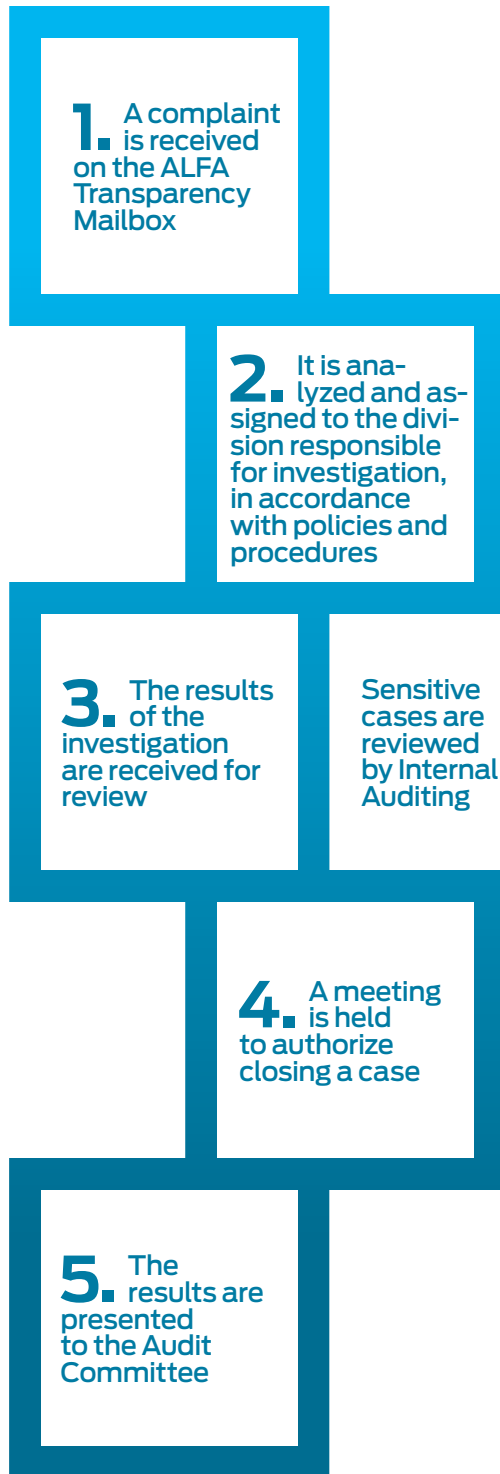 1. A complaint
is received
on the ALFA
Transparency
Mailbox
2. It is ana-
lyzed and as-
signed to the divi-
sion responsible
for investigation,
in accordance
with policies and
procedures
3. The results
of the
investigation
are received for
review
Sensitive
cases are
reviewed
by Internal
Auditing
4. A meeting
is held
to authorize
closing a case
5. The
results are
presented
to the Audit
Committee